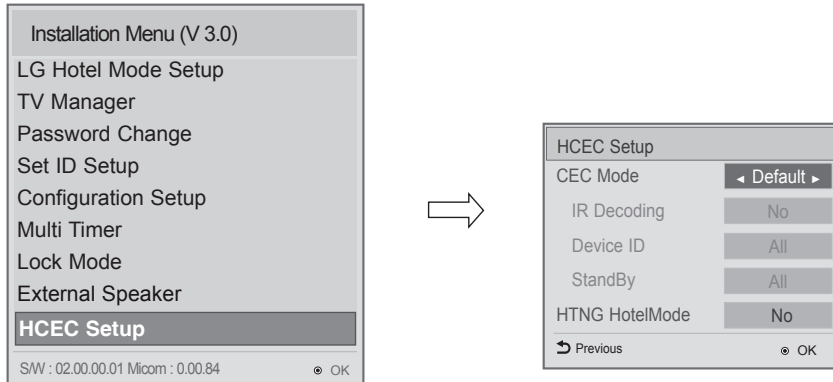 Installation Menu (V 3.0)
LG Hotel Mode Setup
TV Manager
Password Change
Set ID Setup
Configuration Setup
Multi Timer
Lock Mode
External Speaker
HCEC Setup
S/W : 02.00.00.01 Micom : 0.00.84 ◉ OK
HCEC Setup
CEC Mode ◄ Default ►
IR Decoding No
Device ID All
StandBy All
HTNG HotelMode No
Previous ◉ OK